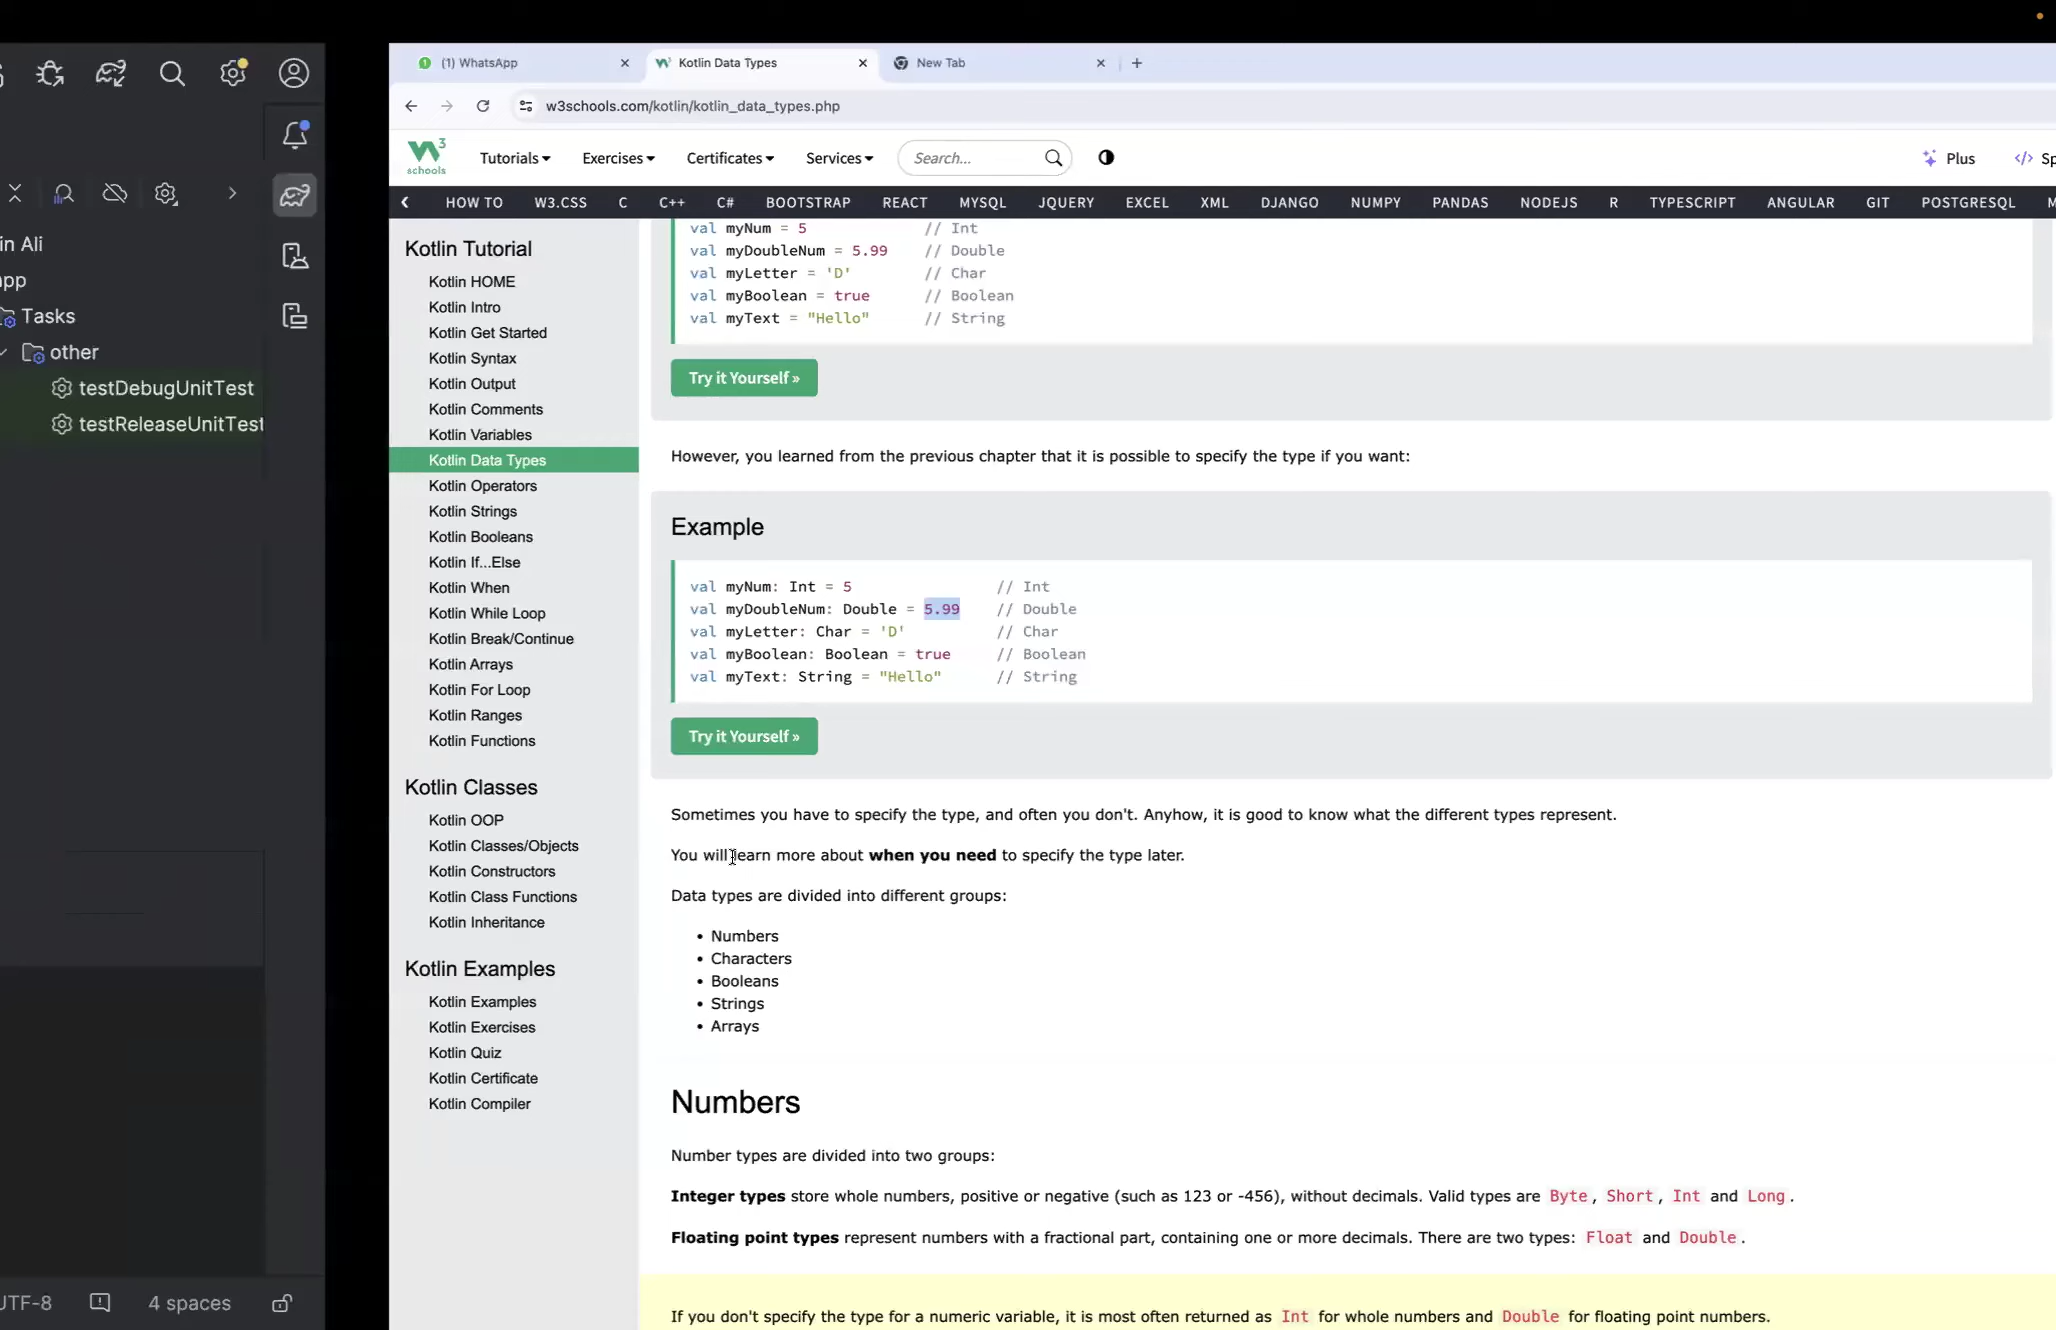 in Ali
app
Tasks
other
testDebugUnitTest
testReleaseUnitTest
UTF-8
4 spaces
(1) WhatsApp
Kotlin Data Types
New Tab
w3schools.com/kotlin/kotlin_data_types.php
W3
schools
Tutorials
Exercises
Certificates
Services
Search...
Plus
Sp
HOW TO W3.CSS C C++ C# BOOTSTRAP REACT MYSQL JQUERY EXCEL XML DJANGO NUMPY PANDAS NODEJS R TYPESCRIPT ANGULAR GIT POSTGRESQL M
Kotlin Tutorial
Kotlin HOME
Kotlin Intro
Kotlin Get Started
Kotlin Syntax
Kotlin Output
Kotlin Comments
Kotlin Variables
Kotlin Data Types
Kotlin Operators
Kotlin Strings
Kotlin Booleans
Kotlin If...Else
Kotlin When
Kotlin While Loop
Kotlin Break/Continue
Kotlin Arrays
Kotlin For Loop
Kotlin Ranges
Kotlin Functions
Kotlin Classes
Kotlin OOP
Kotlin Classes/Objects
Kotlin Constructors
Kotlin Class Functions
Kotlin Inheritance
Kotlin Examples
Kotlin Examples
Kotlin Exercises
Kotlin Quiz
Kotlin Certificate
Kotlin Compiler
val myNum = 5 // Int
val myDoubleNum = 5.99 // Double
val myLetter = 'D' // Char
val myBoolean = true // Boolean
val myText = "Hello" // String
Try it Yourself »
However, you learned from the previous chapter that it is possible to specify the type if you want:
Example
val myNum: Int = 5 // Int
val myDoubleNum: Double = 5.99 // Double
val myLetter: Char = 'D' // Char
val myBoolean: Boolean = true // Boolean
val myText: String = "Hello" // String
Try it Yourself »
Sometimes you have to specify the type, and often you don't. Anyhow, it is good to know what the different types represent.
You will learn more about when you need to specify the type later.
Data types are divided into different groups:
• Numbers
• Characters
• Booleans
• Strings
• Arrays
Numbers
Number types are divided into two groups:
Integer types store whole numbers, positive or negative (such as 123 or -456), without decimals. Valid types are Byte, Short, Int and Long.
Floating point types represent numbers with a fractional part, containing one or more decimals. There are two types: Float and Double.
If you don't specify the type for a numeric variable, it is most often returned as Int for whole numbers and Double for floating point numbers.